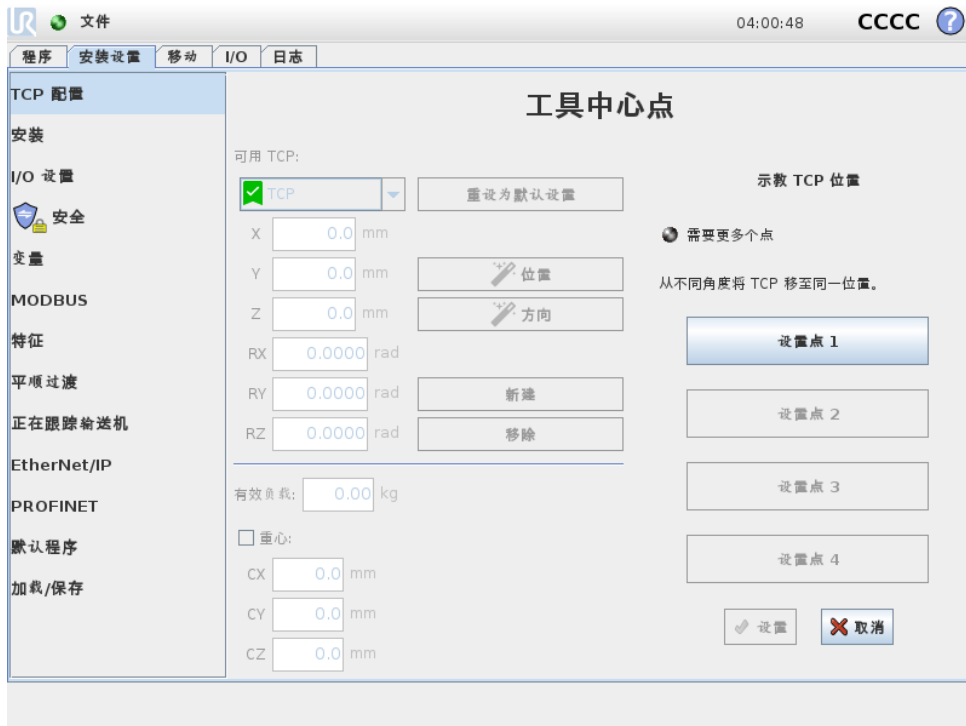 UR 文件 04:00:48 CCCC ?
程序 安装设置 移动 I/O 日志
TCP 配置
安装
I/O 设置
安全
变量
MODBUS
特征
平顺过渡
正在跟踪输送机
EtherNet/IP
PROFINET
默认程序
加载/保存
工具中心点
可用 TCP:
TCP 重设为默认设置
X 0.0 mm
Y 0.0 mm 位置
Z 0.0 mm 方向
RX 0.0000 rad
RY 0.0000 rad 新建
RZ 0.0000 rad 移除
有效负载: 0.00 kg
重心:
CX 0.0 mm
CY 0.0 mm
CZ 0.0 mm
示教 TCP 位置
需要更多个点
从不同角度将 TCP 移至同一位置。
设置点 1
设置点 2
设置点 3
设置点 4
设置 取消